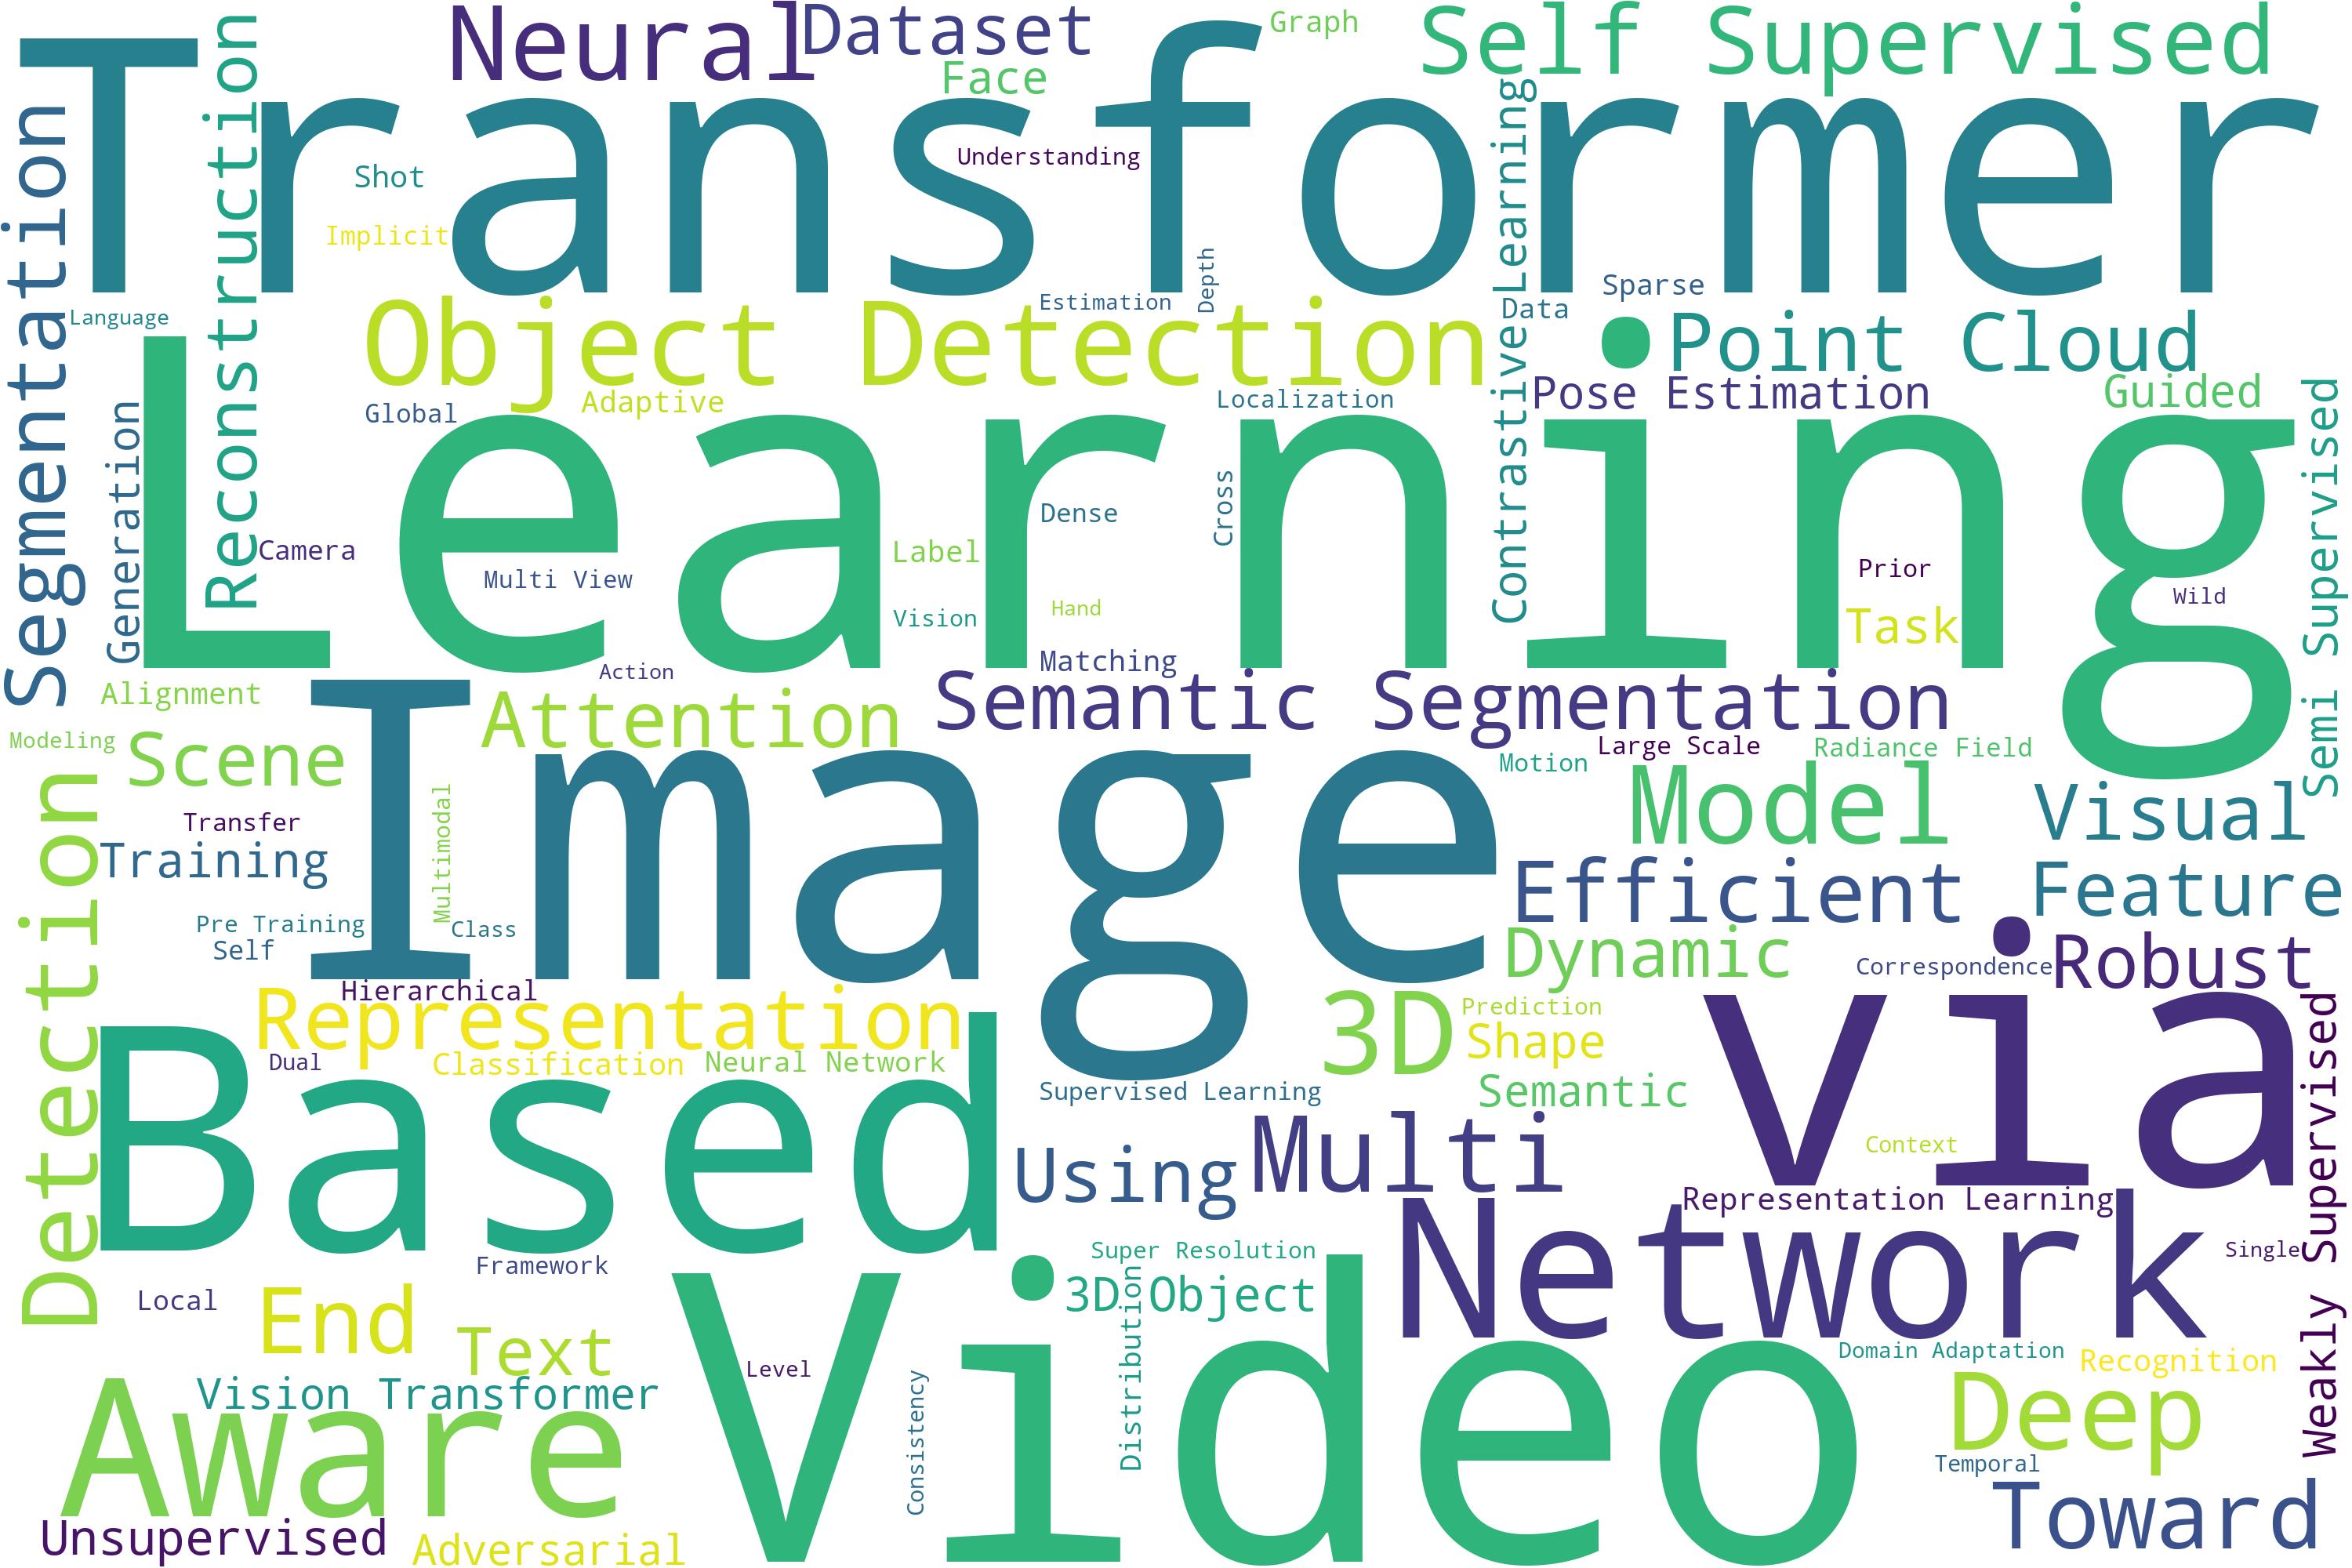 Neural
Dataset
Graph
Self Supervised
Face
Transformer
Segmentation
Reconstruction
Contrastive Learning
Understanding
Shot
Implicit
Depth
Sparse
Language
Estimation
Data
Object Detection
Point Cloud
Pose Estimation
Guided
Semi Supervised
Global
Adaptive
Localization
Learning
Generation
Cross
Dense
Camera
Label
Multi View
Prior
Wild
Vision
Hand
Task
Matching
Action
Alignment
Attention
Semantic Segmentation
Modeling
Scene
Large Scale
Radiance Field
Motion
Image
Model
Visual
Detection
Transfer
Multimodal
Training
Efficient
Feature
Pre Training
Class
Self
Dynamic
Correspondence
Robust
Hierarchical
Representation
3D
Prediction
Shape
via
Weakly Supervised
Dual
Classification
Neural Network
Based
Supervised Learning
Semantic
Multi
Using
Context
Representation Learning
Network
Framework
Super Resolution
Single
Local
3D Object
End
Text
Video
Distribution
Domain Adaptation
Recognition
Level
Vision Transformer
Consistency
Deep
Aware
Temporal
Toward
Unsupervised
Adversarial